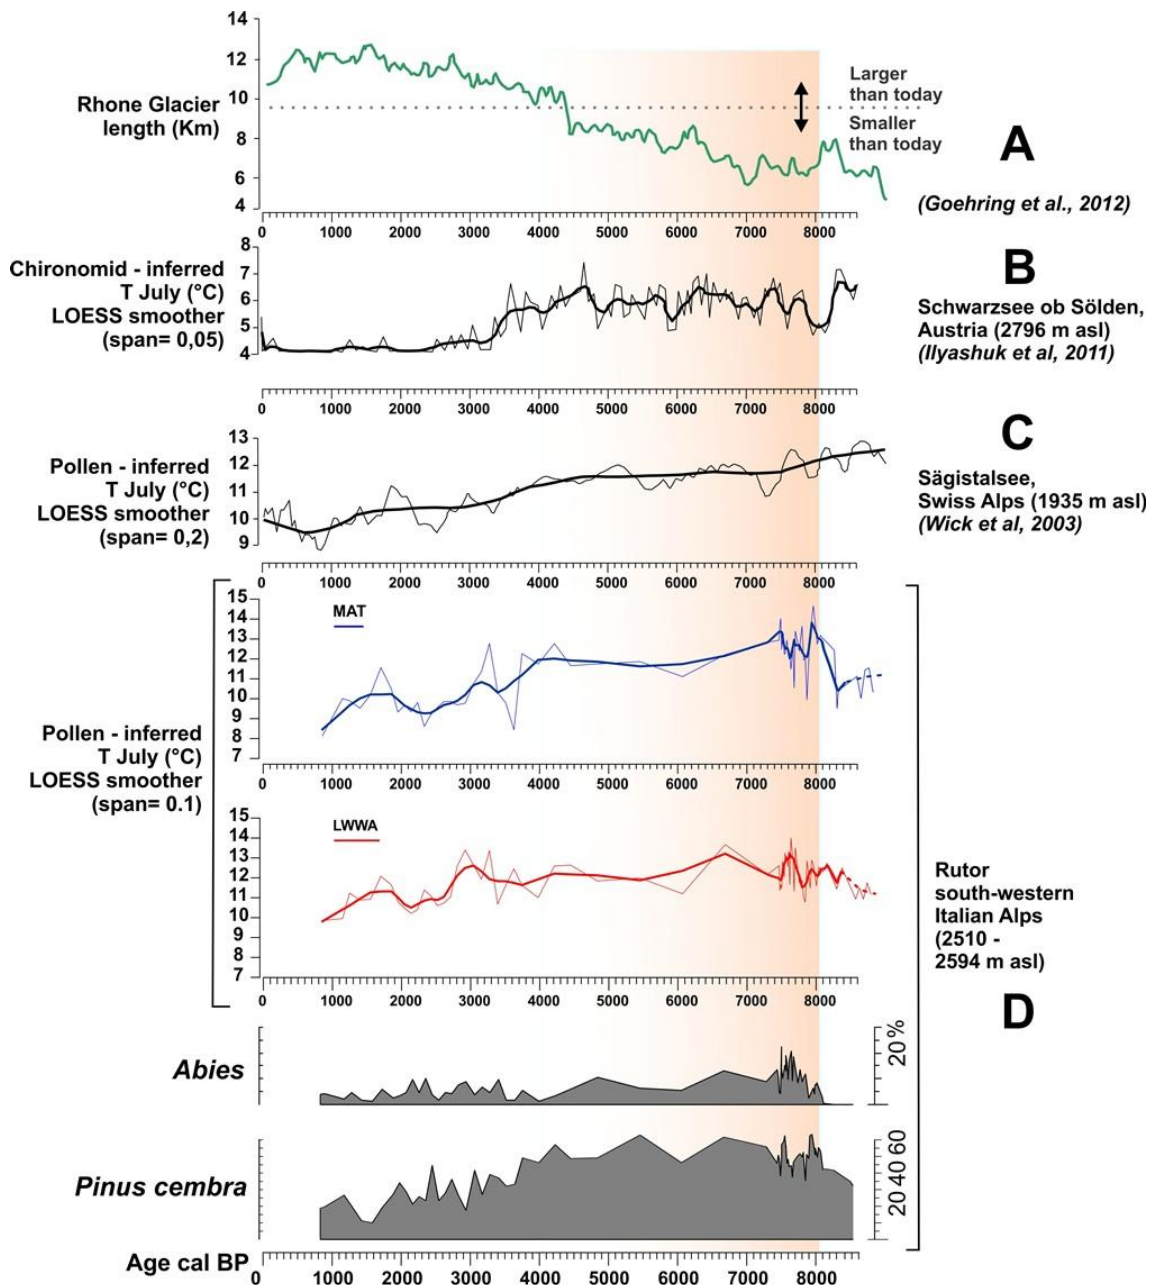 14
12
10
8
6
4
Rhone Glacier
length (Km)
Larger
than today
Smaller
than today
A
(Goehring et al., 2012)
0 1000 2000 3000 4000 5000 6000 7000 8000
8
7
6
5
4
Chironomid - inferred
T July (°C)
LOESS smoother
(span= 0,05)
B
Schwarzsee ob Sölden,
Austria (2796 m asl)
(Ilyashuk et al, 2011)
0 1000 2000 3000 4000 5000 6000 7000 8000
13
12
11
10
9
Pollen - inferred
T July (°C)
LOESS smoother
(span= 0,2)
C
Sägistalsee,
Swiss Alps (1935 m asl)
(Wick et al, 2003)
0 1000 2000 3000 4000 5000 6000 7000 8000
15
14
13
12
11
10
9
8
7
MAT
0 1000 2000 3000 4000 5000 6000 7000 8000
Pollen - inferred
T July (°C)
LOESS smoother
(span= 0.1)
15
14
13
12
11
10
9
8
7
LWWA
0 1000 2000 3000 4000 5000 6000 7000 8000
Rutor
south-western
Italian Alps
(2510 -
2594 m asl)
D
Abies
20%
Pinus cembra
20 40 60
Age cal BP
0 1000 2000 3000 4000 5000 6000 7000 8000